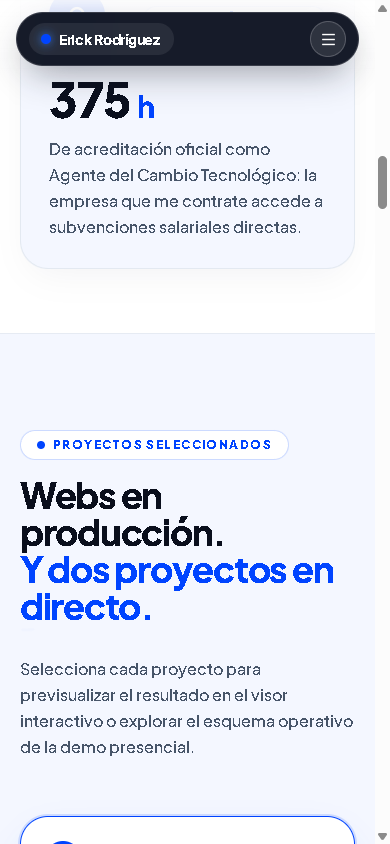 Erick Rodríguez
375 h
De acreditación oficial como
Agente del Cambio Tecnológico: la
empresa que me contrate accede a
subvenciones salariales directas.
PROYECTOS SELECCIONADOS
Webs en
producción.
Y dos proyectos en
directo.
Selecciona cada proyecto para
previsualizar el resultado en el visor
interactivo o explorar el esquema operativo
de la demo presencial.